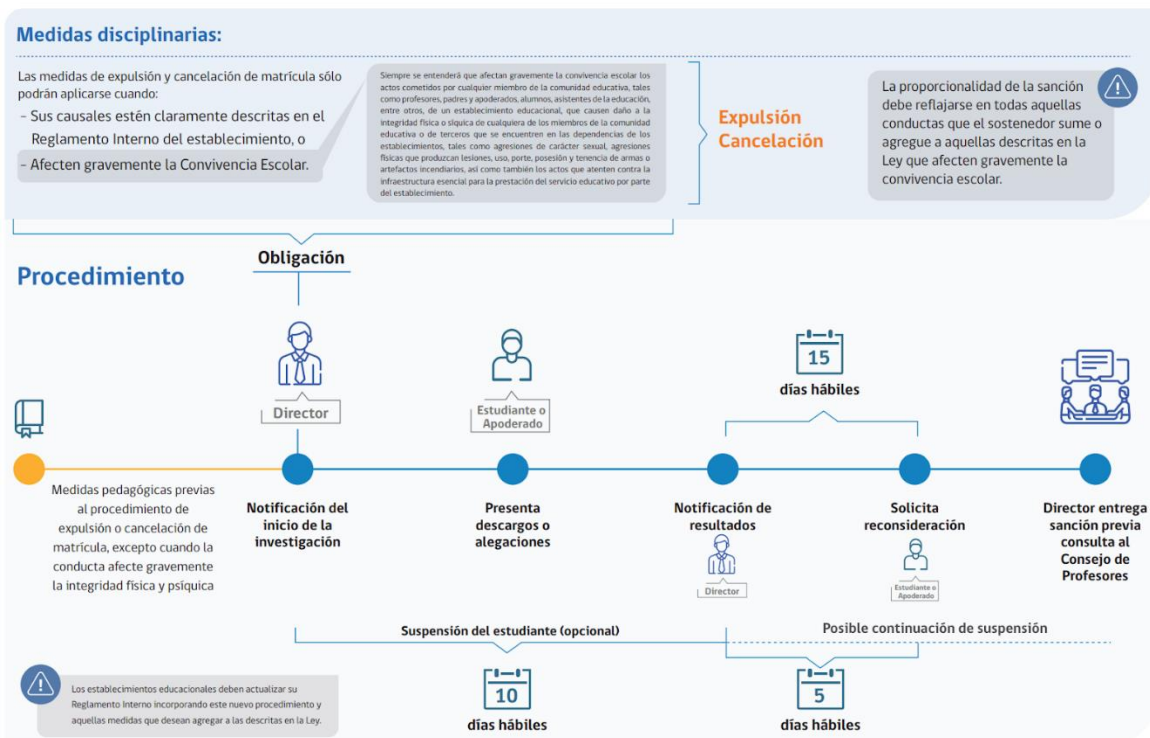 Medidas disciplinarias:
Las medidas de expulsión y cancelación de matrícula sólo
podrán aplicarse cuando:
- Sus causales estén claramente descritas en el
Reglamento Interno del establecimiento, o
- Afecten gravemente la Convivencia Escolar.
Siempre se entenderá que afectan gravemente la convivencia escolar los
actos cometidos por cualquier miembro de la comunidad educativa, tales
como profesores, padres y apoderados, alumnos, asistentes de la educación,
entre otros, de un establecimiento educacional, que causen daño a la
integridad física o síquica de cualquiera de los miembros de la comunidad
educativa o de terceros que se encuentren en las dependencias de los
establecimientos, tales como agresiones de carácter sexual, agresiones
físicas que produzcan lesiones, uso, porte, posesión y tenencia de armas o
artefactos incendiarios, así como también los actos que atenten contra la
infraestructura esencial para la prestación del servicio educativo por parte
del establecimiento.
Expulsión
Cancelación
La proporcionalidad de la sanción
debe reflajarse en todas aquellas
conductas que el sostenedor sume o
agregue a aquellas descritas en la
Ley que afecten gravemente la
convivencia escolar.
Procedimiento
Obligación
Director
Estudiante o
Apoderado
15
días hábiles
Medidas pedagógicas previas
al procedimiento de
expulsión o cancelación de
matrícula, excepto cuando la
conducta afecte gravemente
la integridad física y psíquica
Notificación del
inicio de la
investigación
Presenta
descargos o
alegaciones
Notificación de
resultados
Director
Solicita
reconsideración
Estudiante o
Apoderado
Director entrega
sanción previa
consulta al
Consejo de
Profesores
Suspensión del estudiante (opcional)
Posible continuación de suspensión
10
días hábiles
5
días hábiles
Los establecimientos educacionales deben actualizar su
Reglamento Interno incorporando este nuevo procedimiento y
aquellas medidas que desean agregar a las descritas en la Ley.